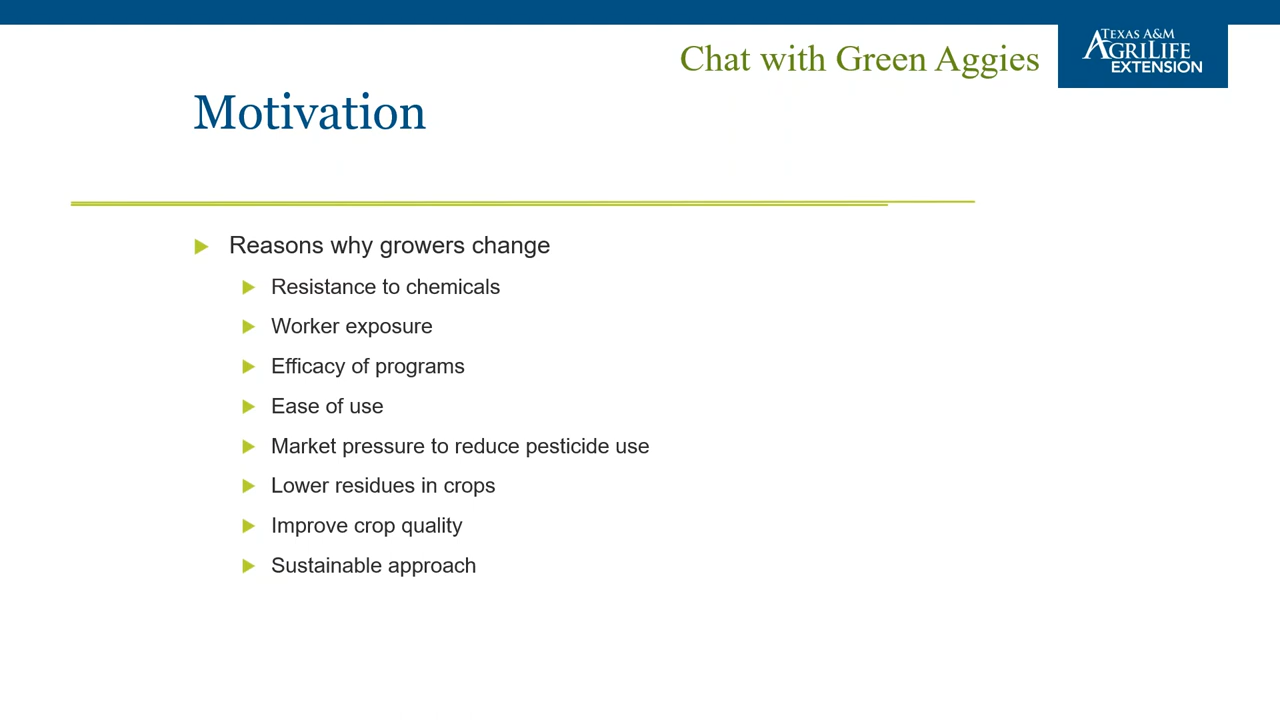 Chat with Green Aggies
TEXAS A&M
AGRILIFE
EXTENSION
Motivation
Reasons why growers change
Resistance to chemicals
Worker exposure
Efficacy of programs
Ease of use
Market pressure to reduce pesticide use
Lower residues in crops
Improve crop quality
Sustainable approach